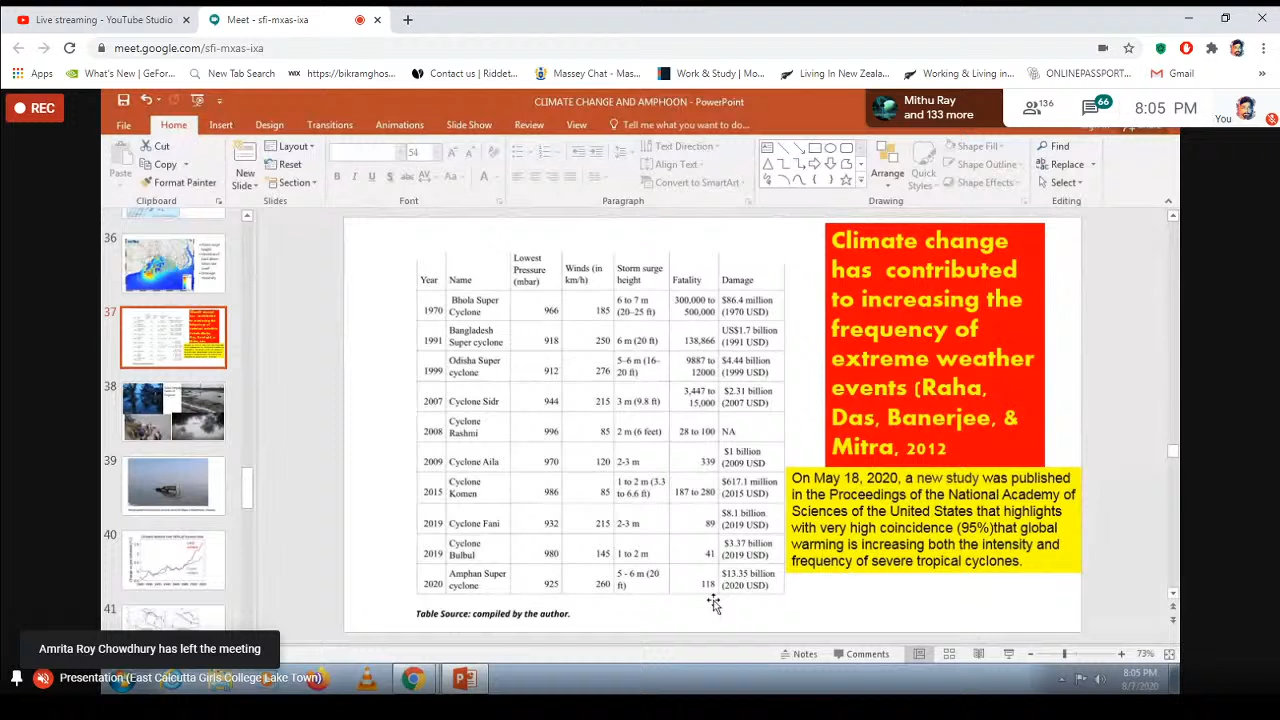 Live streaming - YouTube Studio
Meet - sfi-mxas-ixa
meet.google.com/sfi-mxas-ixa
Apps
What's New (GeFor...
New Tab Search
WIX https://bikramghos...
Contact us | Riddet...
Massey Chat - Mas...
Work & Study | Mo...
Living In New Zeala...
Working & Living in...
ONLINEPASSPORT...
Gmail
REC
CLIMATE CHANGE AND AMPHOON - PowerPoint
Mithu Ray
and 133 more
136
66
8:05 PM
You
File Home Insert Design Transitions Animations Slide Show Review View Tell me what you want to do...
Paste
Cut
Copy
Format Painter
Clipboard
New
Slide
Layout
Reset
Section
Slides
54
B I U S abc AV Aa A
Font
Text Direction
Align Text
Convert to SmartArt
Paragraph
Arrange
Quick
Styles
Shape Fill
Shape Outline
Shape Effects
Drawing
Find
Replace
Select
Editing
36
37
38
39
40
41
Year Name Lowest Pressure (mbar) Winds (in km/h) Storm surge height Fatality Damage
1970 Bhola Super Cyclone 966 185 6 to 7 m (20–25 ft) 300,000 to 500,000 $86.4 million (1970 USD)
1991 Bangladesh Super cyclone 918 250 6 m (20 ft) 138,866 US$1.7 billion (1991 USD)
1999 Odisha Super cyclone 912 276 5–6 m (16–20 ft) 9887 to 12000 $4.44 billion (1999 USD)
2007 Cyclone Sidr 944 215 3 m (9.8 ft) 3,447 to 15,000 $2.31 billion (2007 USD)
2008 Cyclone Rashmi 996 85 2 m (6 feet) 28 to 100 NA
2009 Cyclone Aila 970 120 2-3 m 339 $1 billion (2009 USD
2015 Cyclone Komen 986 85 1 to 2 m (3.3 to 6.6 ft) 187 to 280 $617.1 million (2015 USD)
2019 Cyclone Fani 932 215 2-3 m 89 $8.1 billion (2019 USD)
2019 Cyclone Bulbul 980 145 1 to 2 m 41 $3.37 billion (2019 USD)
2020 Amphan Super cyclone 925 260 5 - 6 m (20 ft) 118 $13.35 billion (2020 USD)
Table Source: compiled by the author.
Climate change
has contributed
to increasing the
frequency of
extreme weather
events (Raha,
Das, Banerjee, &
Mitra, 2012
On May 18, 2020, a new study was published
in the Proceedings of the National Academy of
Sciences of the United States that highlights
with very high coincidence (95%)that global
warming is increasing both the intensity and
frequency of severe tropical cyclones.
Amrita Roy Chowdhury has left the meeting
Notes
Comments
73%
Presentation (East Calcutta Girls College,Lake Town)
8:05 PM
8/7/2020